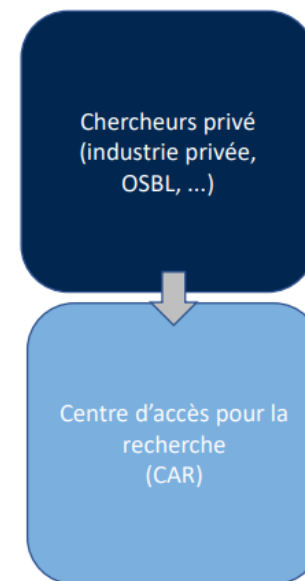 Chercheurs privé
(industrie privée,
OSBL, ...)
Centre d'accès pour la
recherche
(CAR)